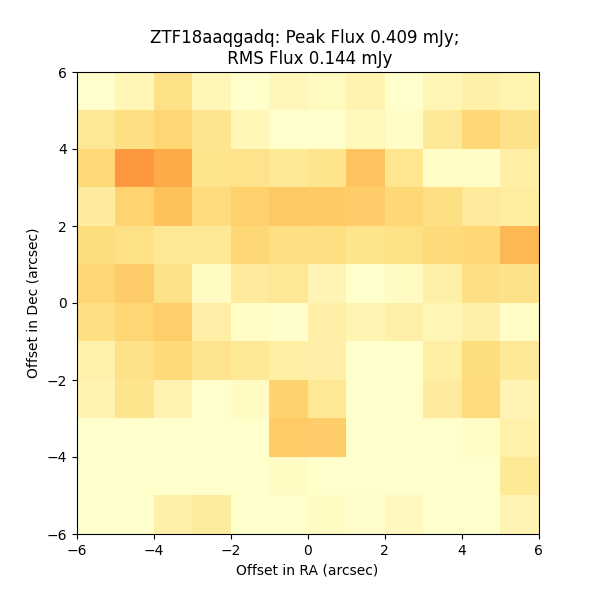 ZTF18aaqgadq: Peak Flux 0.409 mJy;
RMS Flux 0.144 mJy
6
4
2
0
−2
−4
−6
Offset in Dec (arcsec)
−6 −4 −2 0 2 4 6
Offset in RA (arcsec)